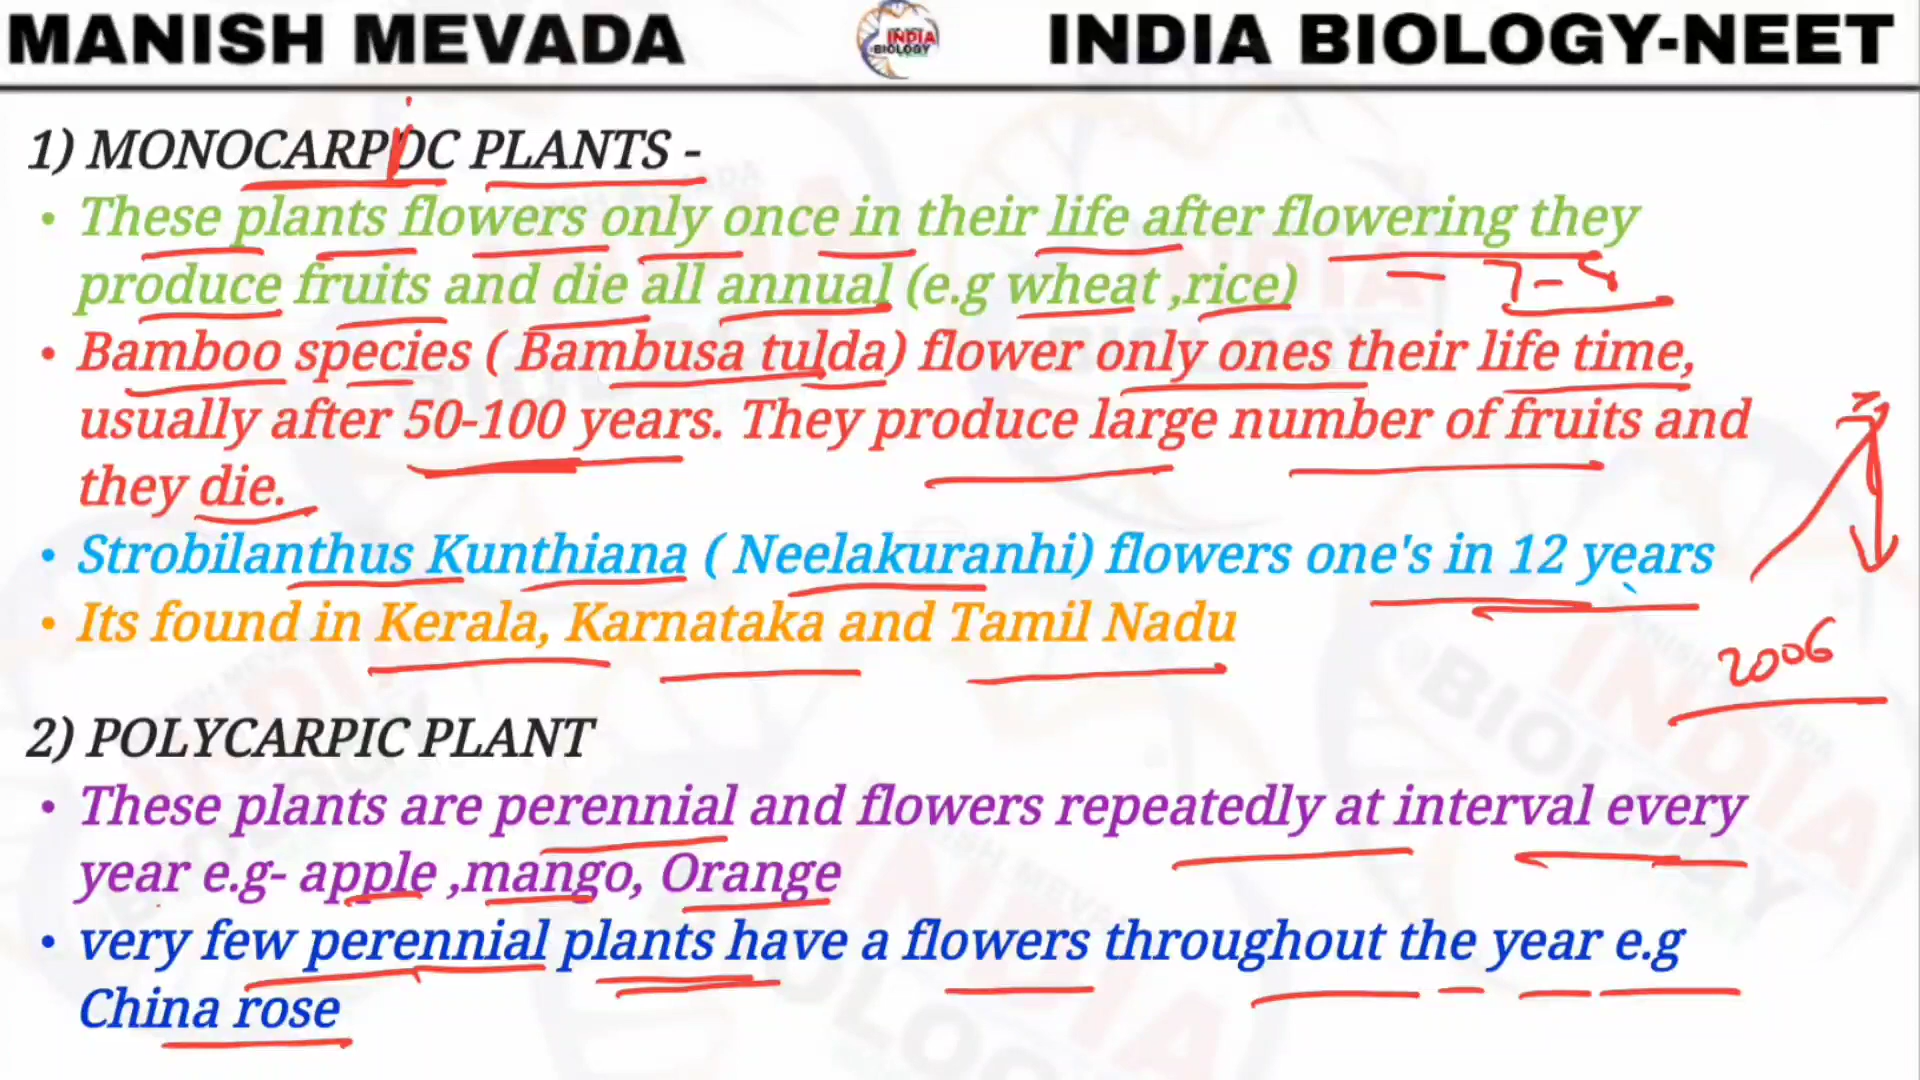 MANISH MEVADA
INDIA
BIOLOGY
INDIA BIOLOGY-NEET
1) MONOCARPOC PLANTS -
• These plants flowers only once in their life after flowering they
produce fruits and die all annual (e.g wheat ,rice)
• Bamboo species ( Bambusa tulda) flower only ones their life time,
usually after 50-100 years. They produce large number of fruits and
they die.
• Strobilanthus Kunthiana ( Neelakuranhi) flowers one's in 12 years
• Its found in Kerala, Karnataka and Tamil Nadu
2006
2) POLYCARPIC PLANT
• These plants are perennial and flowers repeatedly at interval every
year e.g- apple ,mango, Orange
• very few perennial plants have a flowers throughout the year e.g
China rose